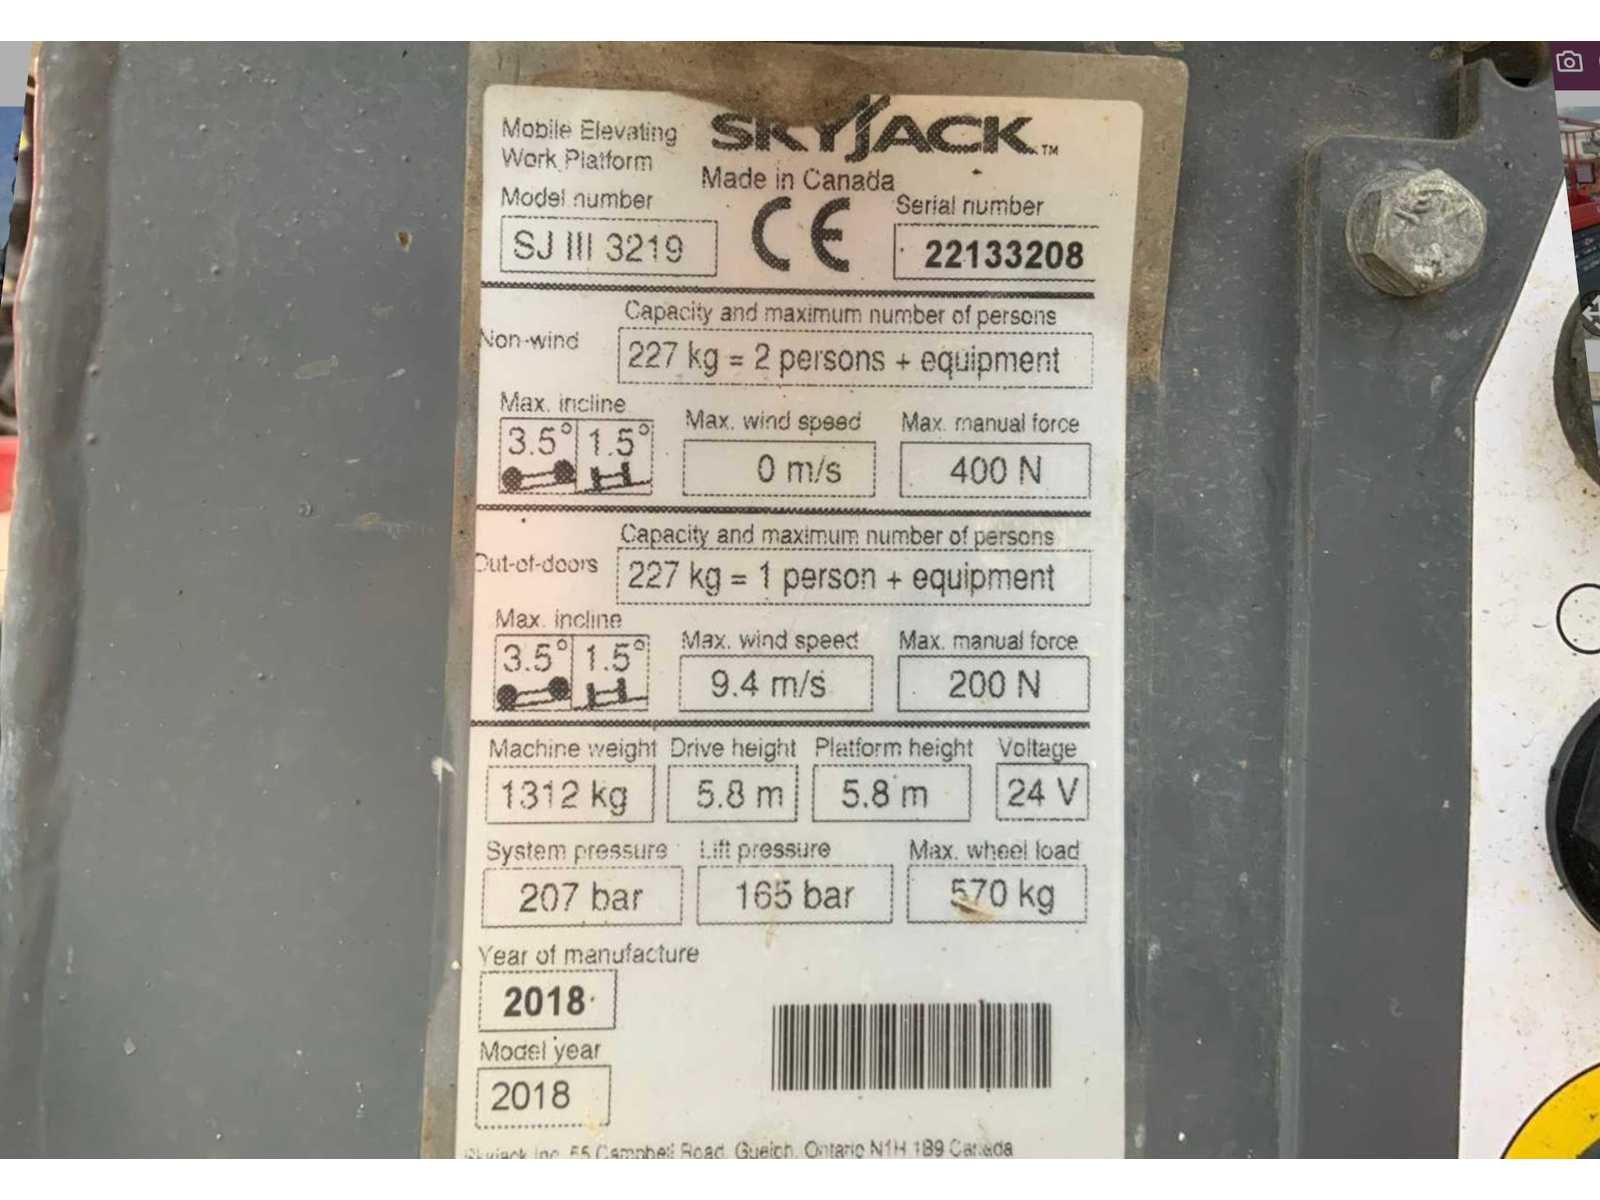 Mobile Elevating
Work Platform
SKYJACK™
Made in Canada
Model number
SJ III 3219
CE
Serial number
22133208
Non-wind
Capacity and maximum number of persons
227 kg = 2 persons + equipment
Max. incline
3.5° 1.5°
Max. wind speed
0 m/s
Max. manual force
400 N
Out-of-doors
Capacity and maximum number of persons
227 kg = 1 person + equipment
Max. incline
3.5° 1.5°
Max. wind speed
9.4 m/s
Max. manual force
200 N
Machine weight
1312 kg
Drive height
5.8 m
Platform height
5.8 m
Voltage
24 V
System pressure
207 bar
Lift pressure
165 bar
Max. wheel load
570 kg
Year of manufacture
2018
Model year
2018
Skyjack Inc. 55 Campbell Road, Guelph, Ontario N1H 1B9 Canada